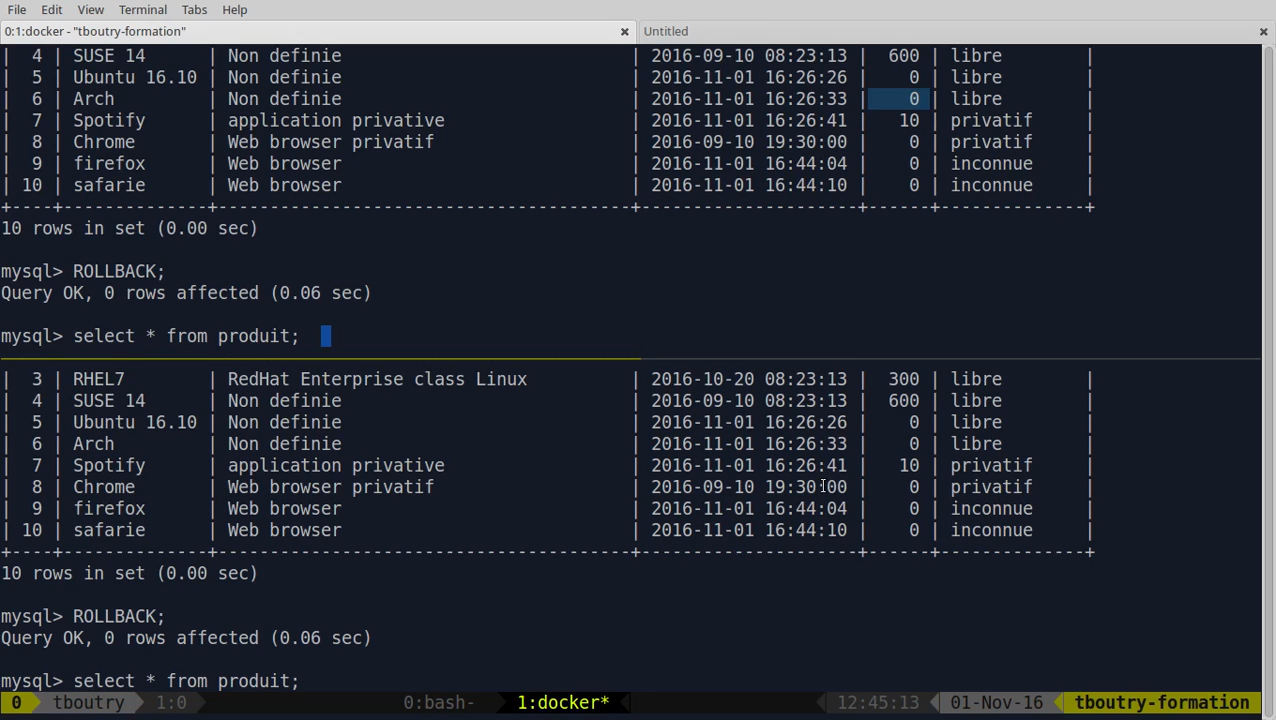 File Edit View Terminal Tabs Help
0:1:docker - "tboutry-formation" Untitled
| 4 | SUSE 14 | Non definie | 2016-09-10 08:23:13 | 600 | libre |
| 5 | Ubuntu 16.10 | Non definie | 2016-11-01 16:26:26 | 0 | libre |
| 6 | Arch | Non definie | 2016-11-01 16:26:33 | 0 | libre |
| 7 | Spotify | application privative | 2016-11-01 16:26:41 | 10 | privatif |
| 8 | Chrome | Web browser privatif | 2016-09-10 19:30:00 | 0 | privatif |
| 9 | firefox | Web browser | 2016-11-01 16:44:04 | 0 | inconnue |
| 10 | safarie | Web browser | 2016-11-01 16:44:10 | 0 | inconnue |
+----+--------------+----------------------------------------+---------------------+------+--------------+
10 rows in set (0.00 sec)
mysql> ROLLBACK;
Query OK, 0 rows affected (0.06 sec)
mysql> select * from produit;
| 3 | RHEL7 | RedHat Enterprise class Linux | 2016-10-20 08:23:13 | 300 | libre |
| 4 | SUSE 14 | Non definie | 2016-09-10 08:23:13 | 600 | libre |
| 5 | Ubuntu 16.10 | Non definie | 2016-11-01 16:26:26 | 0 | libre |
| 6 | Arch | Non definie | 2016-11-01 16:26:33 | 0 | libre |
| 7 | Spotify | application privative | 2016-11-01 16:26:41 | 10 | privatif |
| 8 | Chrome | Web browser privatif | 2016-09-10 19:30:00 | 0 | privatif |
| 9 | firefox | Web browser | 2016-11-01 16:44:04 | 0 | inconnue |
| 10 | safarie | Web browser | 2016-11-01 16:44:10 | 0 | inconnue |
+----+--------------+----------------------------------------+---------------------+------+--------------+
10 rows in set (0.00 sec)
mysql> ROLLBACK;
Query OK, 0 rows affected (0.06 sec)
mysql> select * from produit;
0 tboutry 1:0 0:bash- 1:docker* 12:45:13 01-Nov-16 tboutry-formation